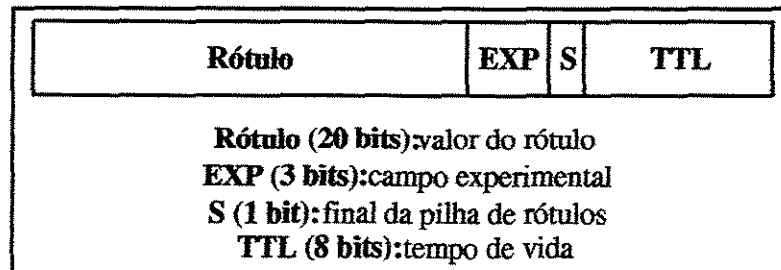 Rótulo EXP S TTL
Rótulo (20 bits):valor do rótulo
EXP (3 bits):campo experimental
S (1 bit):final da pilha de rótulos
TTL (8 bits):tempo de vida